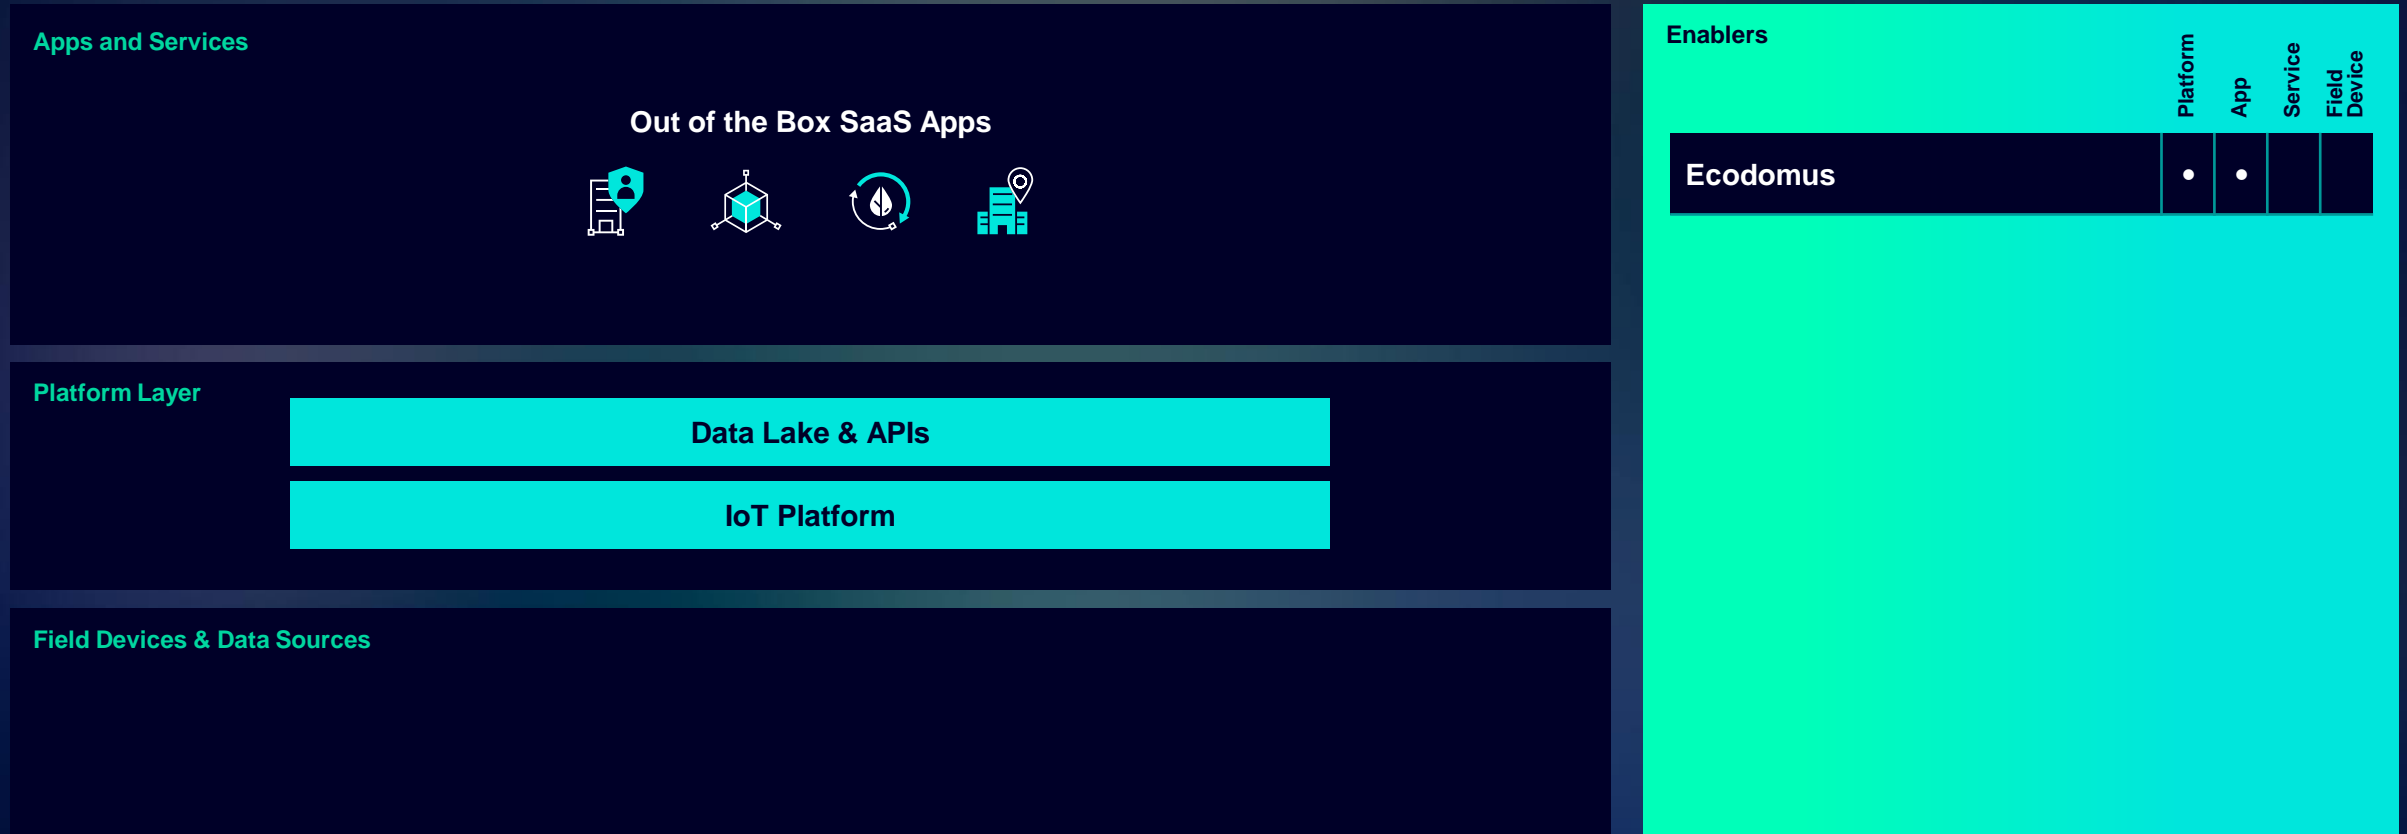 Apps and Services
Out of the Box SaaS Apps
Platform Layer
Data Lake & APIs
IoT Platform
Field Devices & Data Sources
Enablers
Platform
App
Service
Field
Device
Ecodomus • •